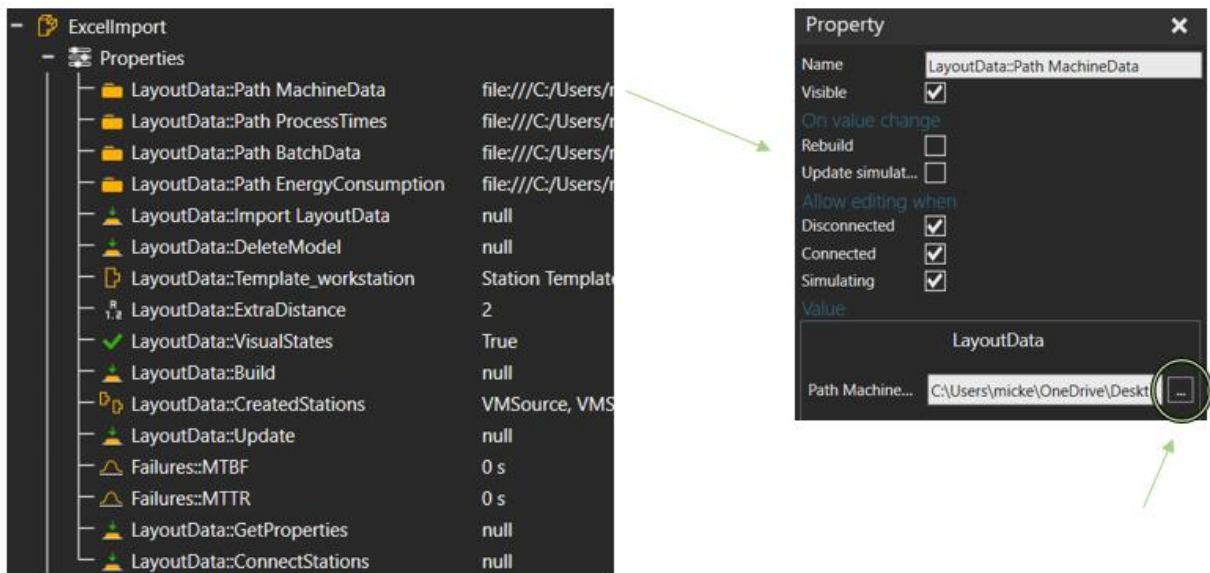 ExcelImport
Properties
LayoutData::Path MachineData file:///C:/Users/r
LayoutData::Path ProcessTimes file:///C:/Users/r
LayoutData::Path BatchData file:///C:/Users/r
LayoutData::Path EnergyConsumption file:///C:/Users/r
LayoutData::Import LayoutData null
LayoutData::DeleteModel null
LayoutData::Template_workstation Station Template
LayoutData::ExtraDistance 2
LayoutData::VisualStates True
LayoutData::Build null
LayoutData::CreatedStations VMSource, VMS
LayoutData::Update null
Failures::MTBF 0 s
Failures::MTTR 0 s
LayoutData::GetProperties null
LayoutData::ConnectStations null
Property
Name LayoutData::Path MachineData
Visible
On value change
Rebuild
Update simulat...
Allow editing when
Disconnected
Connected
Simulating
Value
LayoutData
Path Machine... C:\Users\micke\OneDrive\Deskt ...